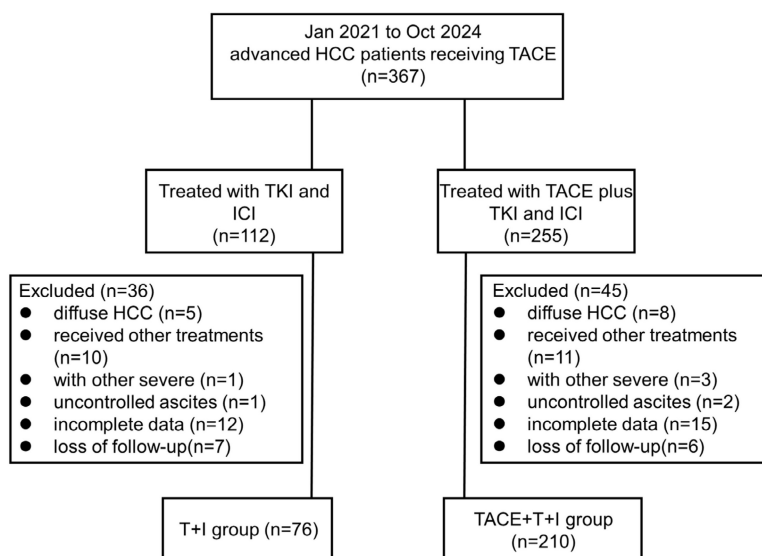 Jan 2021 to Oct 2024
advanced HCC patients receiving TACE
(n=367)
Treated with TKI and
ICI
(n=112)
Treated with TACE plus
TKI and ICI
(n=255)
Excluded (n=36)
● diffuse HCC (n=5)
● received other treatments
(n=10)
● with other severe (n=1)
● uncontrolled ascites (n=1)
● incomplete data (n=12)
● loss of follow-up(n=7)
Excluded (n=45)
● diffuse HCC (n=8)
● received other treatments
(n=11)
● with other severe (n=3)
● uncontrolled ascites (n=2)
● incomplete data (n=15)
● loss of follow-up(n=6)
T+I group (n=76)
TACE+T+I group
(n=210)